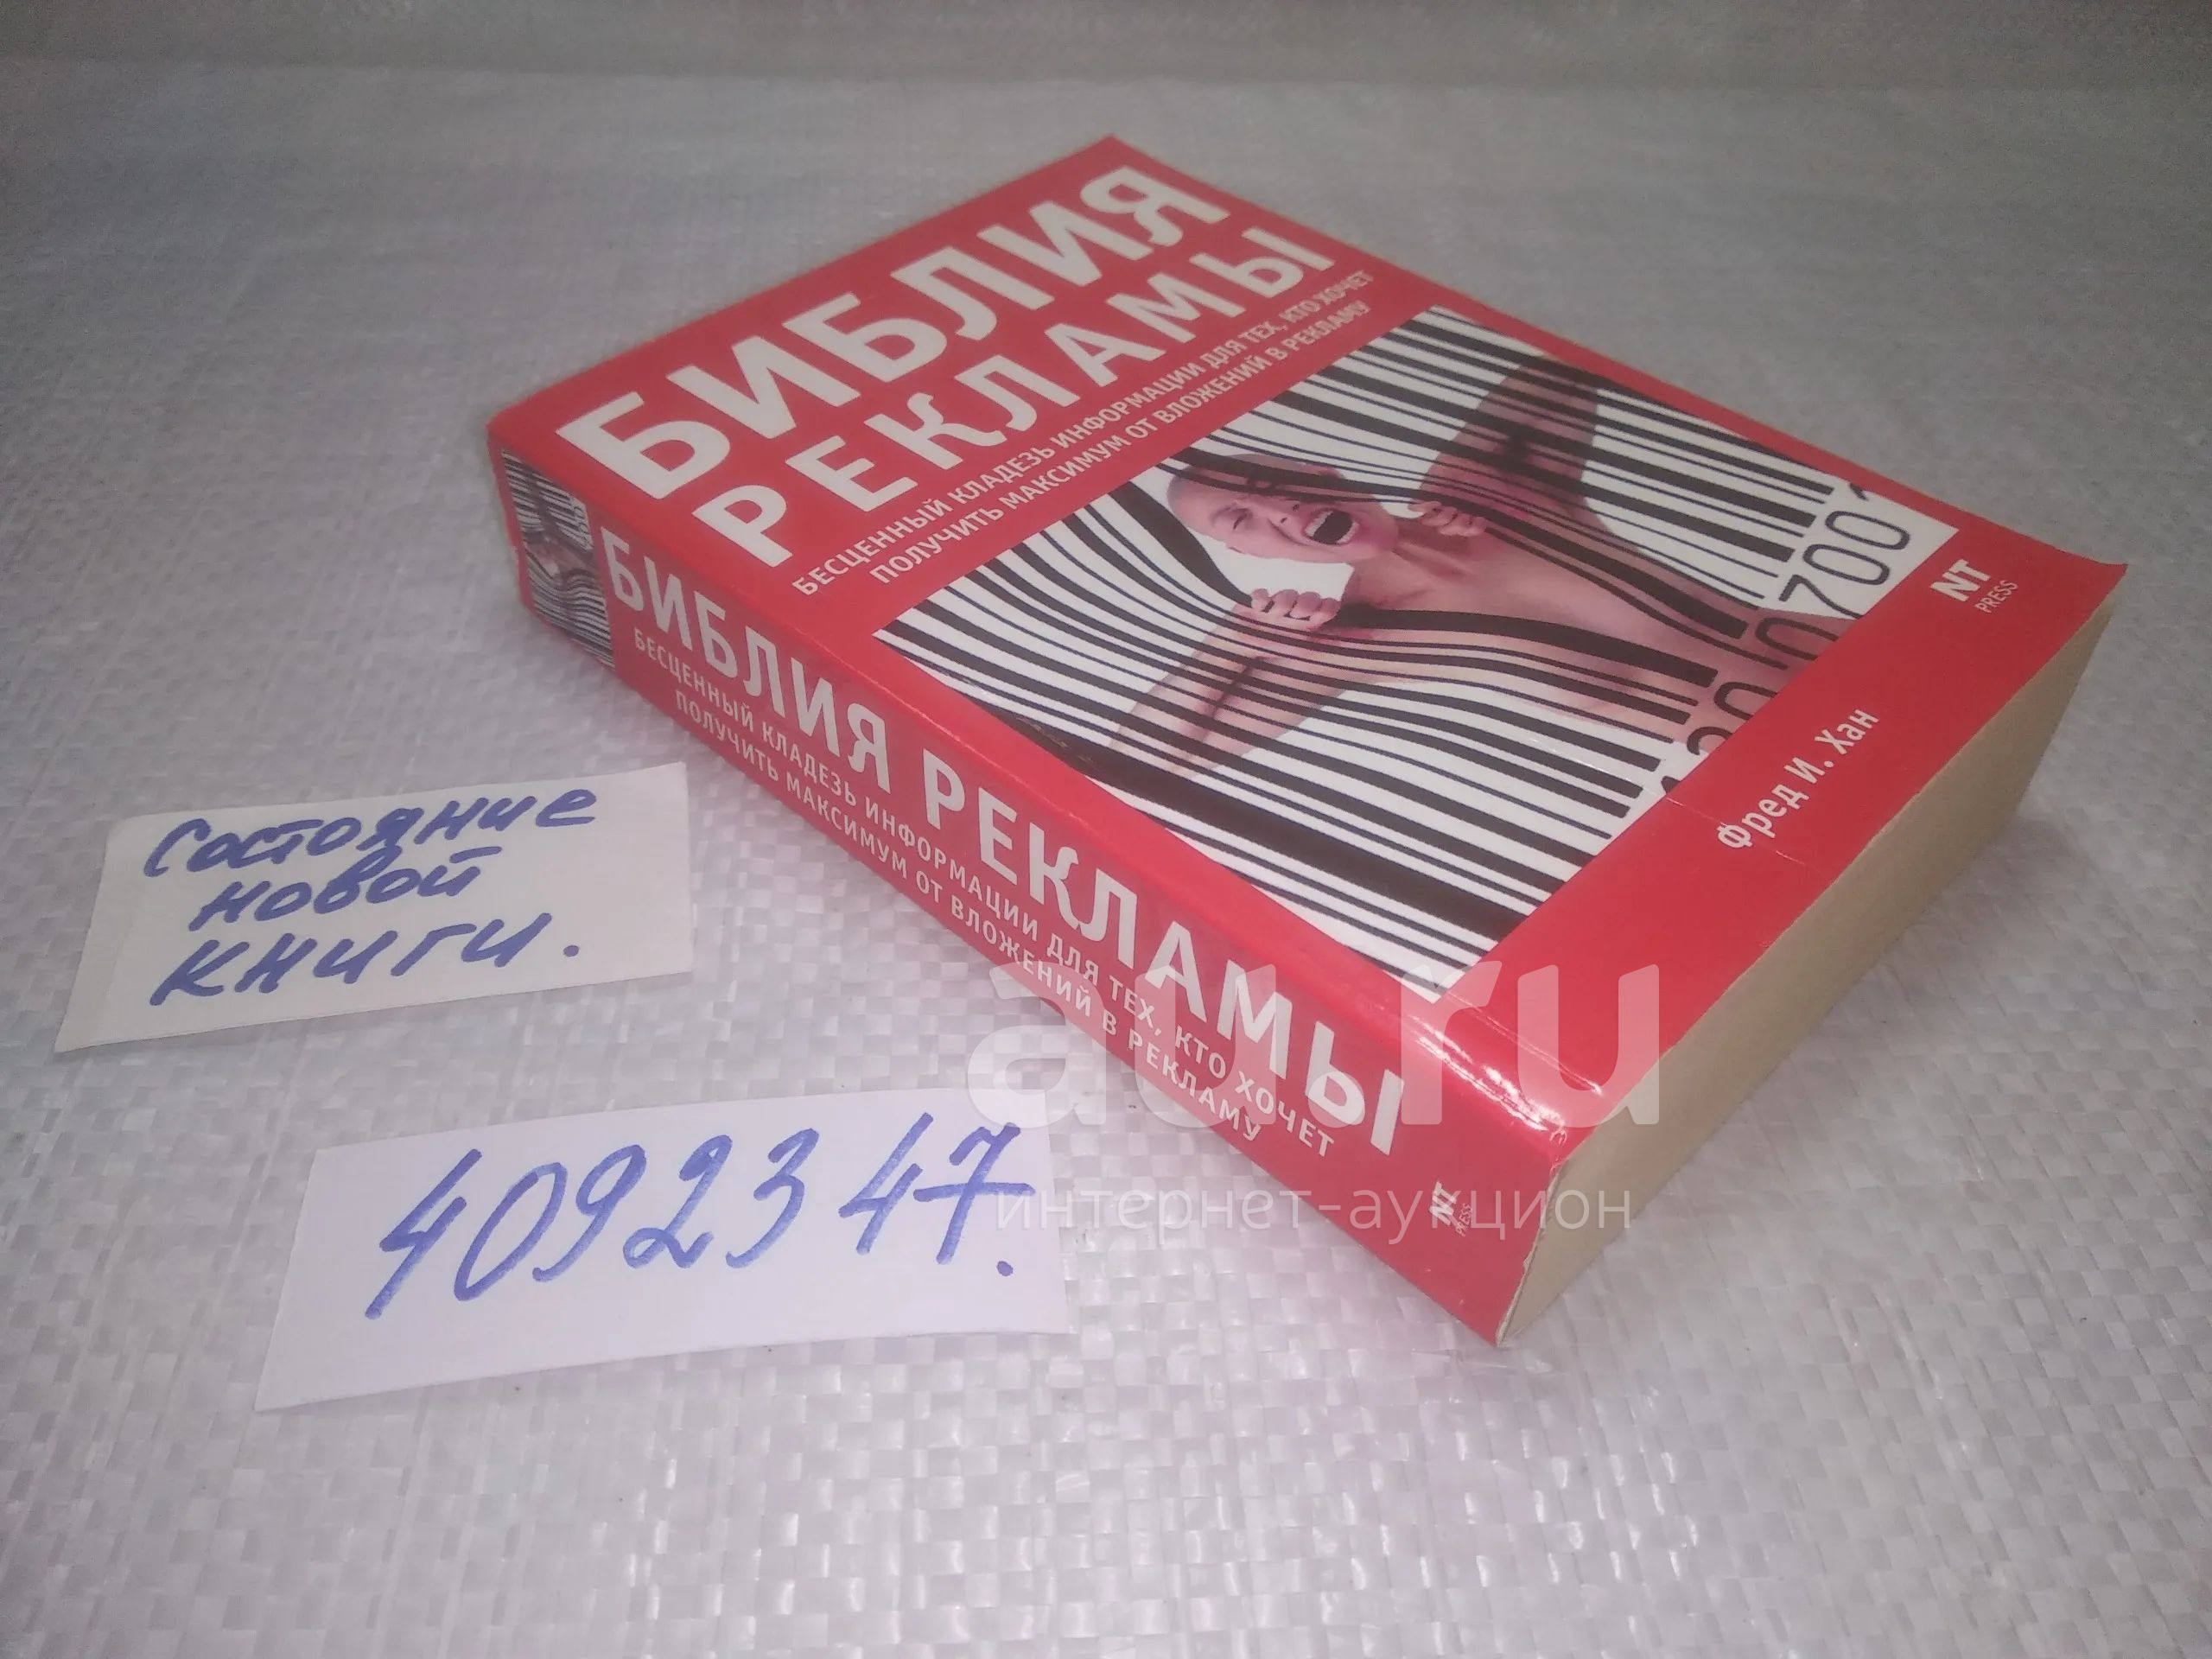 БИБЛИЯ
РЕКЛАМЫ
БЕСЦЕННЫЙ КЛАДЕЗЬ ИНФОРМАЦИИ ДЛЯ ТЕХ, КТО ХОЧЕТ
ПОЛУЧИТЬ МАКСИМУМ ОТ ВЛОЖЕНИЙ В РЕКЛАМУ
700
NT
PRESS
Фред И. Хан
БИБЛИЯ РЕКЛАМЫ
БЕСЦЕННЫЙ КЛАДЕЗЬ ИНФОРМАЦИИ ДЛЯ ТЕХ, КТО ХОЧЕТ
ПОЛУЧИТЬ МАКСИМУМ ОТ ВЛОЖЕНИЙ В РЕКЛАМУ
NT
PRESS
Состояние
новой
книги.
4092347.
au.ru
интернет-аукцион